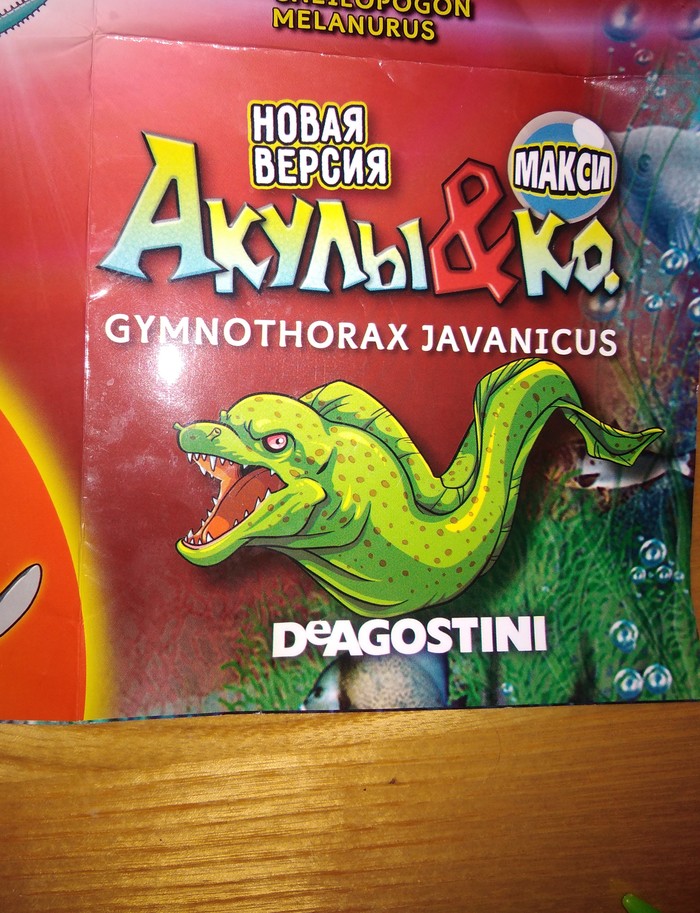 MELANURUS
НОВАЯ
ВЕРСИЯ
МАКСИ
Акулы&Ко.
GYMNOTHORAX JAVANICUS
DeAGOSTINI